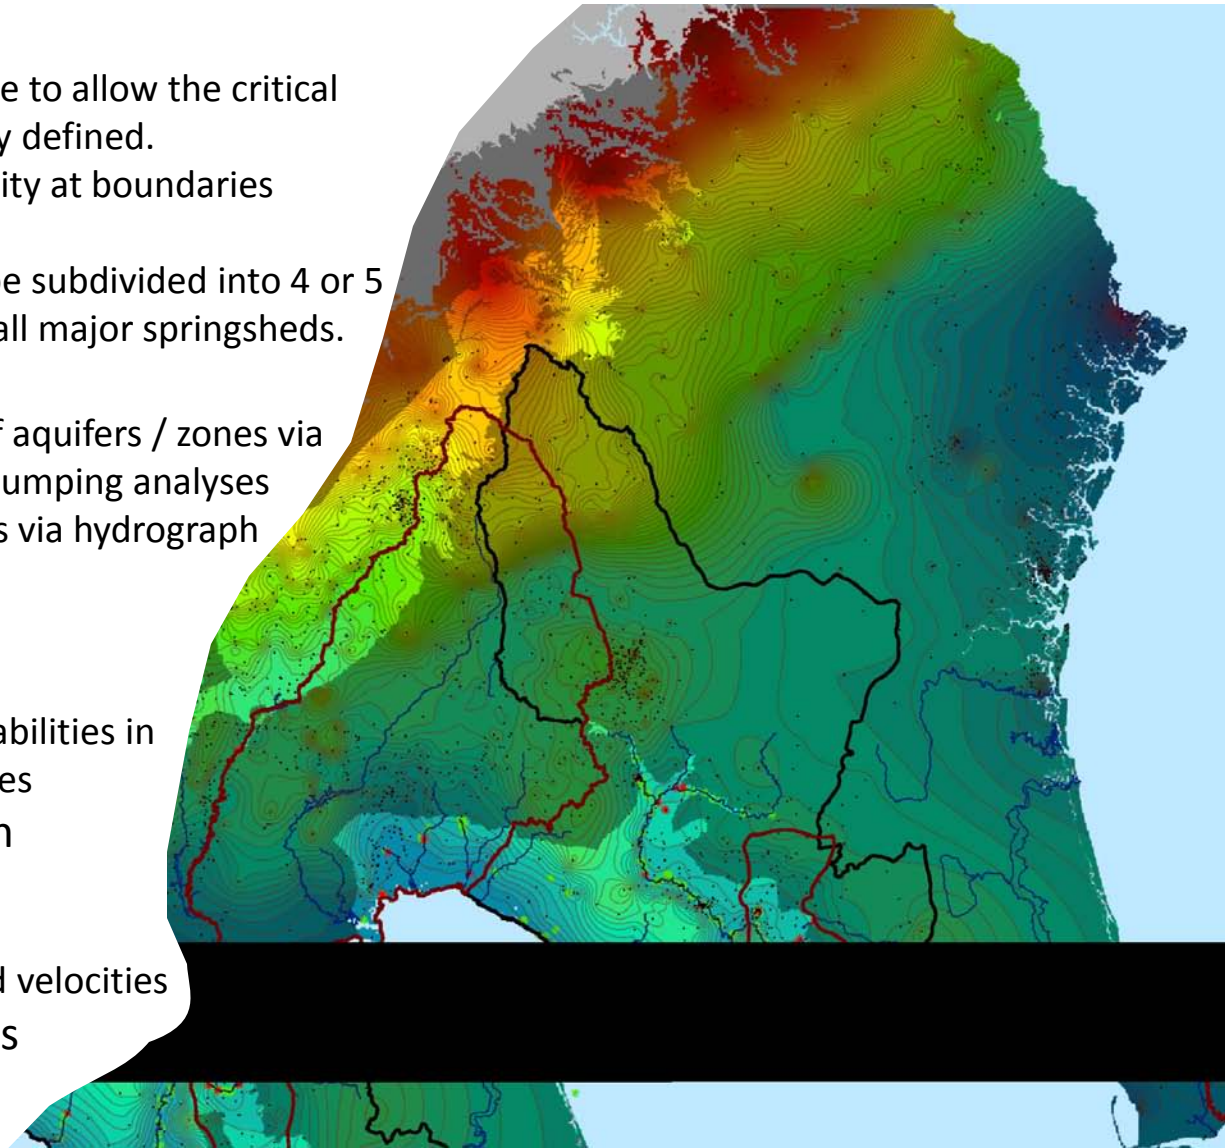 e to allow the critical
y defined.
ity at boundaries
be subdivided into 4 or 5
all major springsheds.
f aquifers / zones via
umping analyses
s via hydrograph
abilities in
es
n
d velocities
s